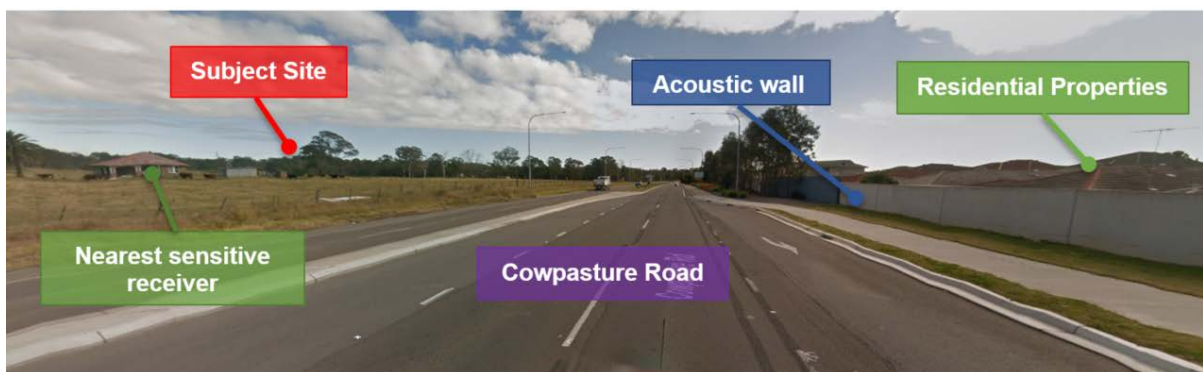 Subject Site
Acoustic wall
Residential Properties
Nearest sensitive
receiver
Cowpasture Road